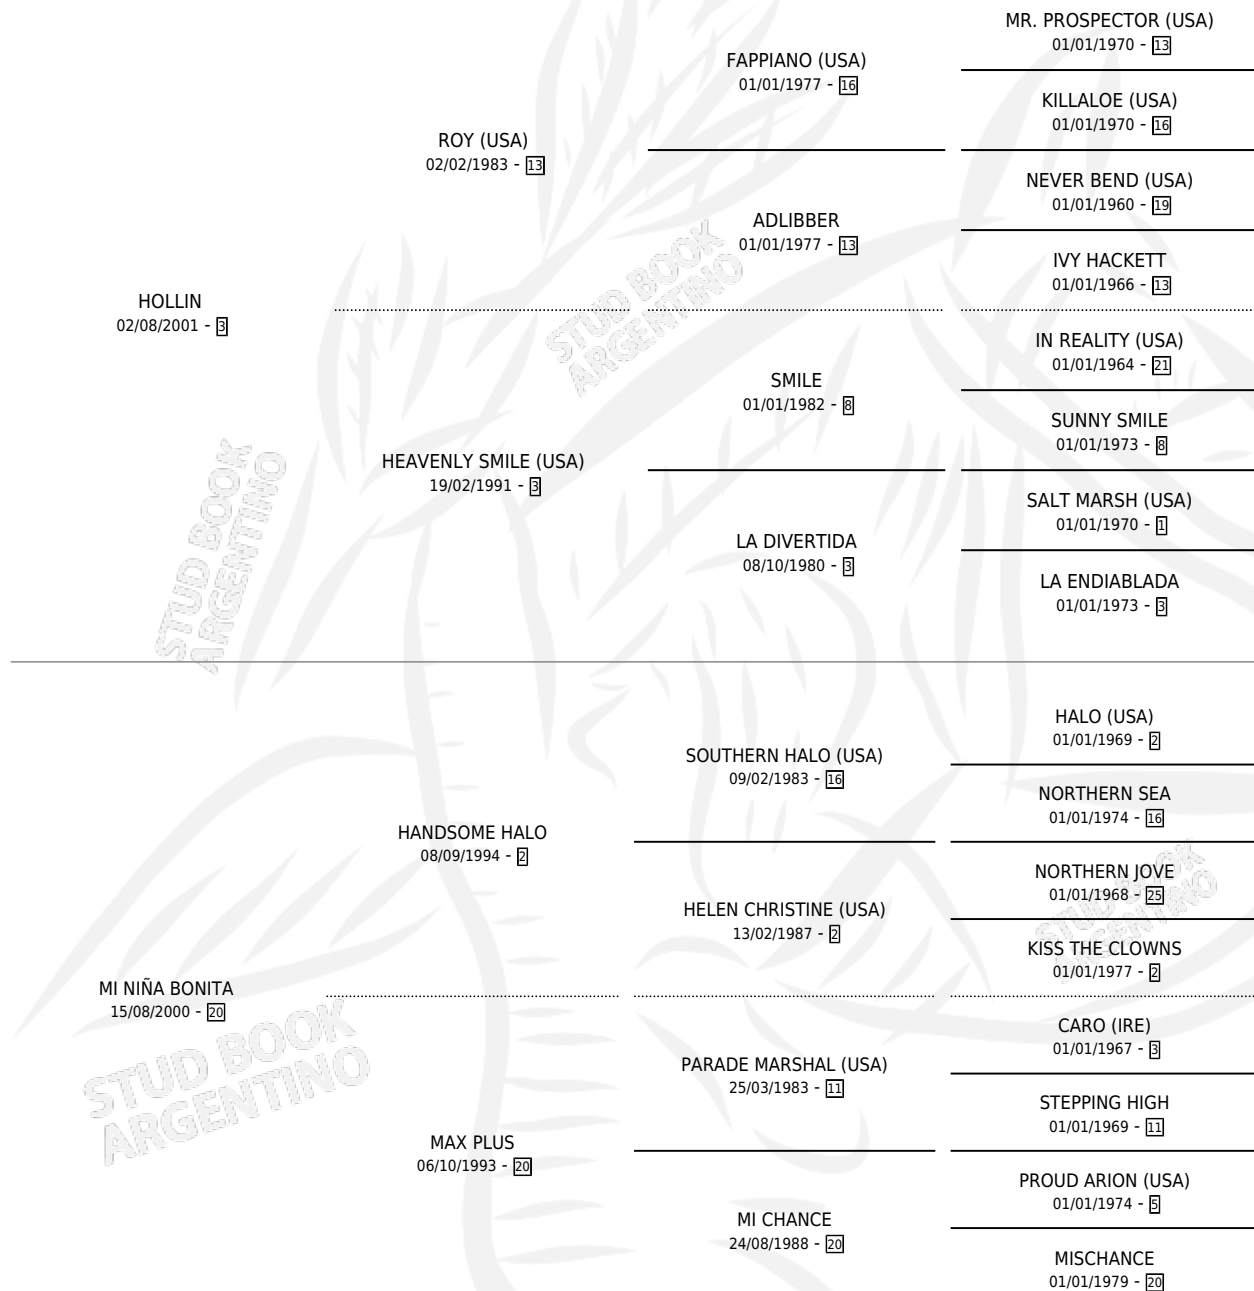 MR. PROSPECTOR (USA)
01/01/1970 - 13
FAPPIANO (USA)
01/01/1977 - 16
KILLALOE (USA)
01/01/1970 - 16
ROY (USA)
02/02/1983 - 13
NEVER BEND (USA)
01/01/1960 - 19
ADLIBBER
01/01/1977 - 13
IVY HACKETT
01/01/1966 - 13
HOLLIN
02/08/2001 - 3
IN REALITY (USA)
01/01/1964 - 21
SMILE
01/01/1982 - 8
SUNNY SMILE
01/01/1973 - 8
HEAVENLY SMILE (USA)
19/02/1991 - 3
SALT MARSH (USA)
01/01/1970 - 1
LA DIVERTIDA
08/10/1980 - 3
LA ENDIABLADA
01/01/1973 - 3
HALO (USA)
01/01/1969 - 2
SOUTHERN HALO (USA)
09/02/1983 - 16
NORTHERN SEA
01/01/1974 - 16
HANDSOME HALO
08/09/1994 - 2
NORTHERN JOVE
01/01/1968 - 25
HELEN CHRISTINE (USA)
13/02/1987 - 2
KISS THE CLOWNS
01/01/1977 - 2
MI NIÑA BONITA
15/08/2000 - 20
CARO (IRE)
01/01/1967 - 3
PARADE MARSHAL (USA)
25/03/1983 - 11
STEPPING HIGH
01/01/1969 - 11
MAX PLUS
06/10/1993 - 20
PROUD ARION (USA)
01/01/1974 - 5
MI CHANCE
24/08/1988 - 20
MISCHANCE
01/01/1979 - 20
STUD BOOK
ARGENTINO
STUD BOOK
ARGENTINO
STUD BOOK
ARGENTINO
STUD BOOK
ARGENTINO